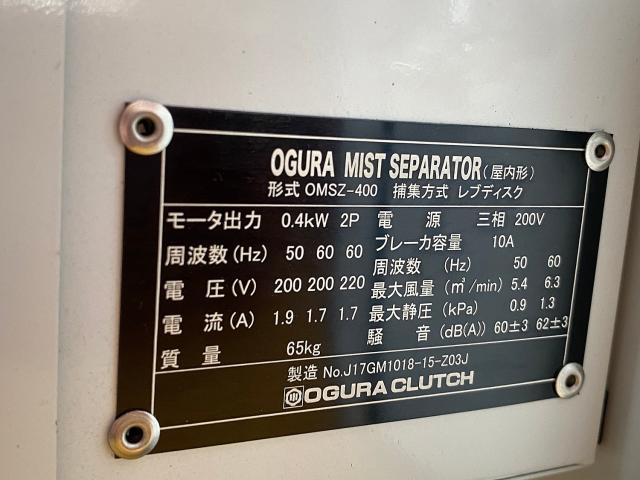 OGURA MIST SEPARATOR(屋内形)
形式 OMSZ-400 捕集方式 レブディスク
モータ出力 0.4kW 2P
周波数(Hz) 50 60 60
電圧(V) 200 200 220
電流(A) 1.9 1.7 1.7
質量 65kg
電源 三相 200V
ブレーカ容量 10A
周波数 (Hz) 50 60
最大風量(㎥/min) 5.4 6.3
最大静圧(kPa) 0.9 1.3
騒音(dB(A)) 60±3 62±3
製造 No.J17GM1018-15-Z03J
OGURA CLUTCH